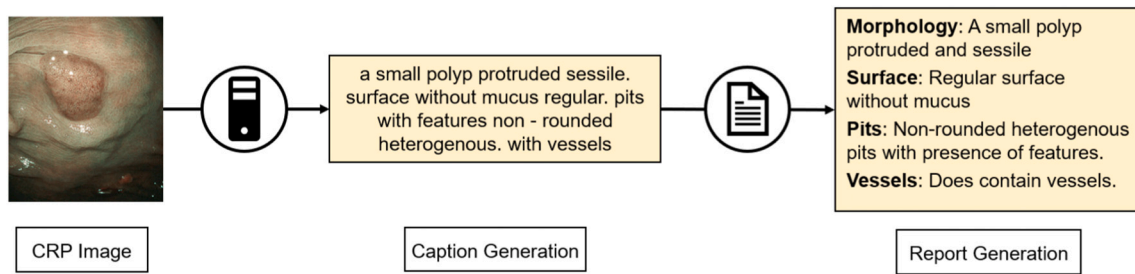 a small polyp protruded sessile.
surface without mucus regular. pits
with features non - rounded
heterogenous. with vessels
Morphology: A small polyp
protruded and sessile
Surface: Regular surface
without mucus
Pits: Non-rounded heterogenous
pits with presence of features.
Vessels: Does contain vessels.
CRP Image
Caption Generation
Report Generation